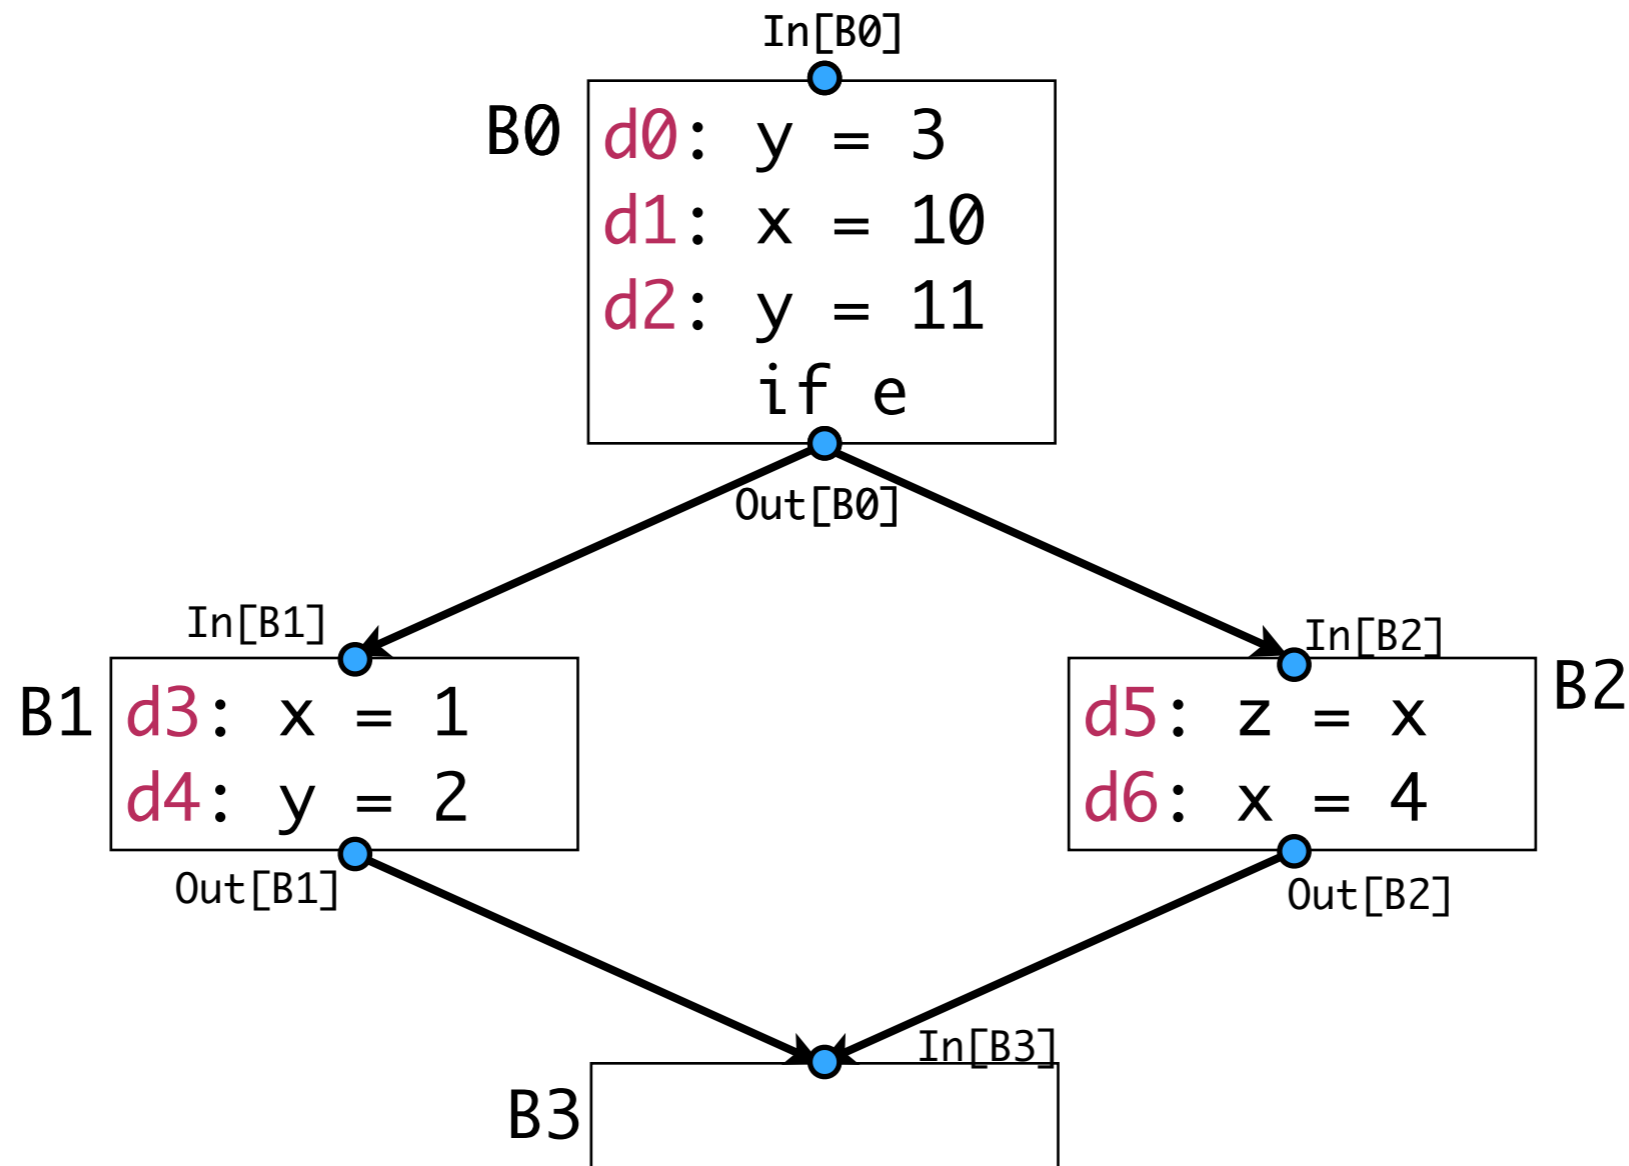 In[B0]
B0
d0: y = 3
d1: x = 10
d2: y = 11
if e
Out[B0]
In[B1]
In[B2]
B1
d3: x = 1
d4: y = 2
B2
d5: z = x
d6: x = 4
Out[B1]
Out[B2]
In[B3]
B3